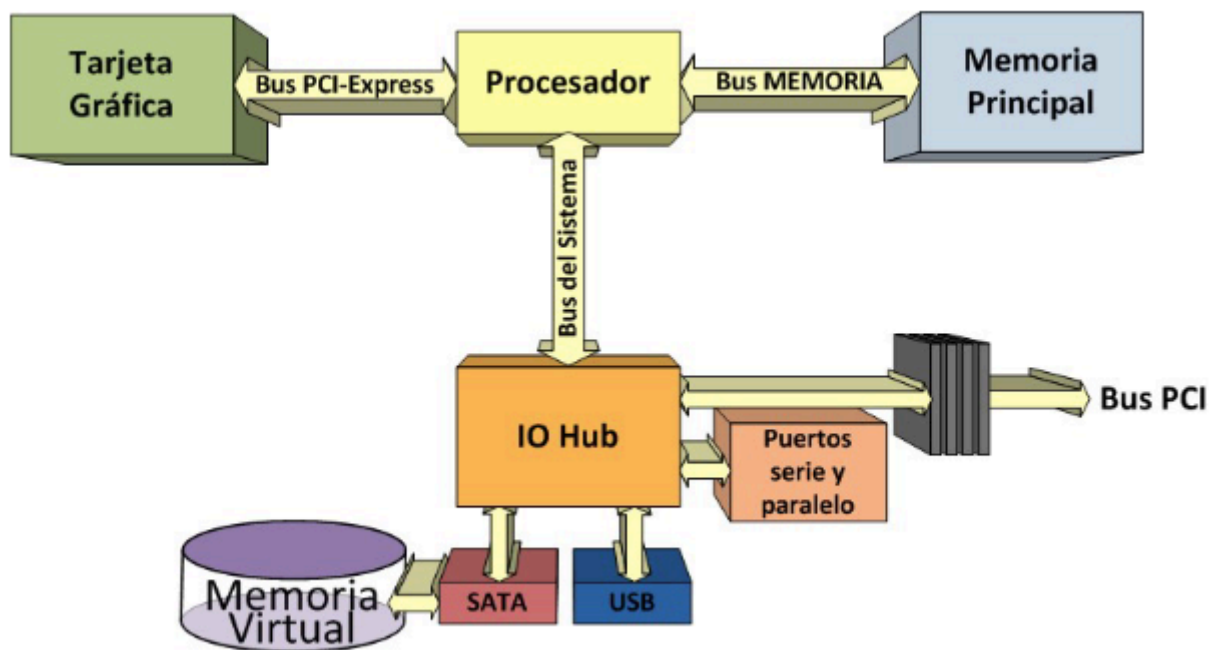 Tarjeta
Gráfica
Bus PCI-Express
Procesador
Bus MEMORIA
Memoria
Principal
Bus del Sistema
IO Hub
Bus PCI
Puertos
serie y
paralelo
Memoria
Virtual
SATA
USB